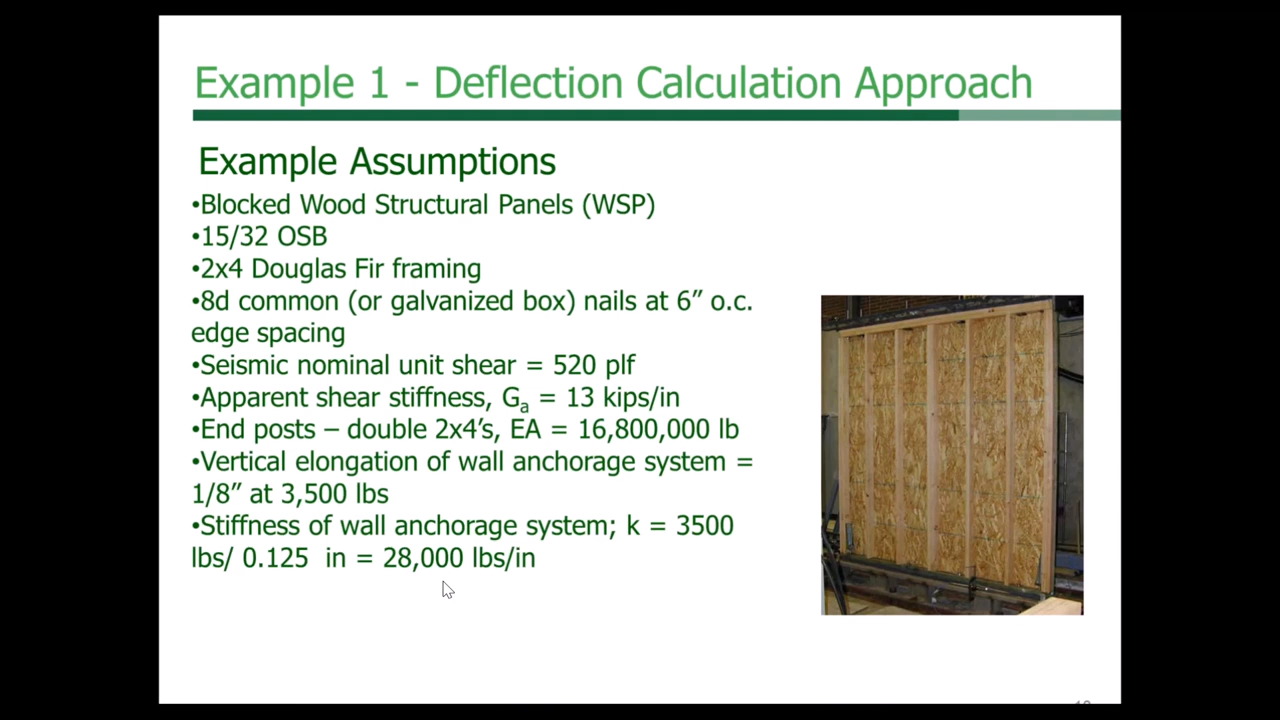 Example 1 - Deflection Calculation Approach
Example Assumptions
•Blocked Wood Structural Panels (WSP)
•15/32 OSB
•2x4 Douglas Fir framing
•8d common (or galvanized box) nails at 6” o.c.
edge spacing
•Seismic nominal unit shear = 520 plf
•Apparent shear stiffness, Ga = 13 kips/in
•End posts – double 2x4’s, EA = 16,800,000 lb
•Vertical elongation of wall anchorage system =
1/8” at 3,500 lbs
•Stiffness of wall anchorage system; k = 3500
lbs/ 0.125  in = 28,000 lbs/in